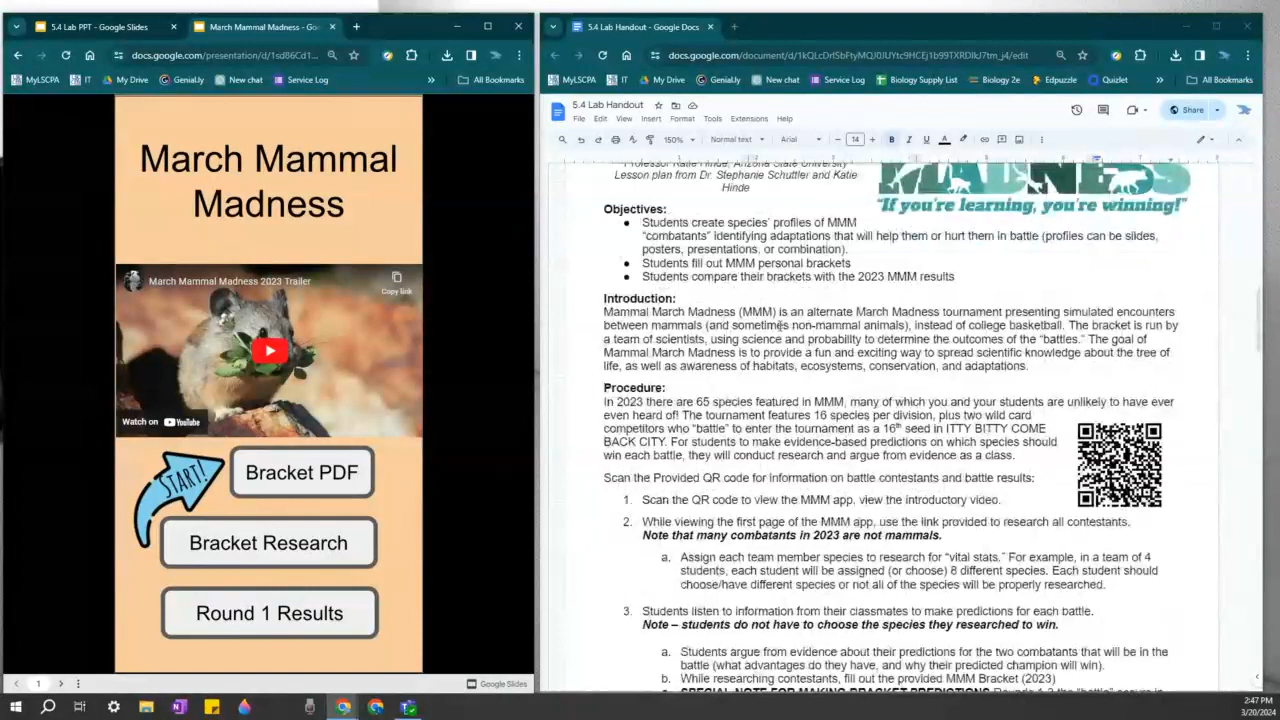 5.4 Lab PPT - Google Slides
March Mammal Madness - Go
docs.google.com/presentation/d/1sd86Cd1...
MyLSCPA
IT
My Drive
Genial.ly
New chat
Service Log
»
All Bookmarks
March Mammal
Madness
March Mammal Madness 2023 Trailer
Copy link
Watch on YouTube
START!
Bracket PDF
Bracket Research
Round 1 Results
1
Google Slides
5.4 Lab Handout - Google Docs
MyLSCPA
IT
My Drive
Genial.ly
New chat
Service Log
Biology Supply List
Biology 2e
Edpuzzle
Quizlet
»
All Bookmarks
5.4 Lab Handout
File Edit View Insert Format Tools Extensions Help
Share
150%
Normal text
Arial
14
Professor Katie Hinde, Arizona State University
Lesson plan from Dr. Stephanie Schuttler and Katie
Hinde
MADNESS
"If you're learning, you're winning!"
Objectives:
● Students create species' profiles of MMM
"combatants" identifying adaptations that will help them or hurt them in battle (profiles can be slides,
posters, presentations, or combination).
● Students fill out MMM personal brackets
● Students compare their brackets with the 2023 MMM results
Introduction:
Mammal March Madness (MMM) is an alternate March Madness tournament presenting simulated encounters
between mammals (and sometimes non-mammal animals), instead of college basketball. The bracket is run by
a team of scientists, using science and probability to determine the outcomes of the "battles." The goal of
Mammal March Madness is to provide a fun and exciting way to spread scientific knowledge about the tree of
life, as well as awareness of habitats, ecosystems, conservation, and adaptations.
Procedure:
In 2023 there are 65 species featured in MMM, many of which you and your students are unlikely to have ever
even heard of! The tournament features 16 species per division, plus two wild card
competitors who "battle" to enter the tournament as a 16th seed in ITTY BITTY COME
BACK CITY. For students to make evidence-based predictions on which species should
win each battle, they will conduct research and argue from evidence as a class.
Scan the Provided QR code for information on battle contestants and battle results:
1. Scan the QR code to view the MMM app, view the introductory video.
2. While viewing the first page of the MMM app, use the link provided to research all contestants.
Note that many combatants in 2023 are not mammals.
a. Assign each team member species to research for "vital stats." For example, in a team of 4
students, each student will be assigned (or choose) 8 different species. Each student should
choose/have different species or not all of the species will be properly researched.
3. Students listen to information from their classmates to make predictions for each battle.
Note – students do not have to choose the species they researched to win.
a. Students argue from evidence about their predictions for the two combatants that will be in the
battle (what advantages do they have, and why their predicted champion will win).
b. While researching contestants, fill out the provided MMM Bracket (2023)
SPECIAL NOTE FOR MAKING BRACKET PREDICTIONS
2:47 PM
3/20/2024